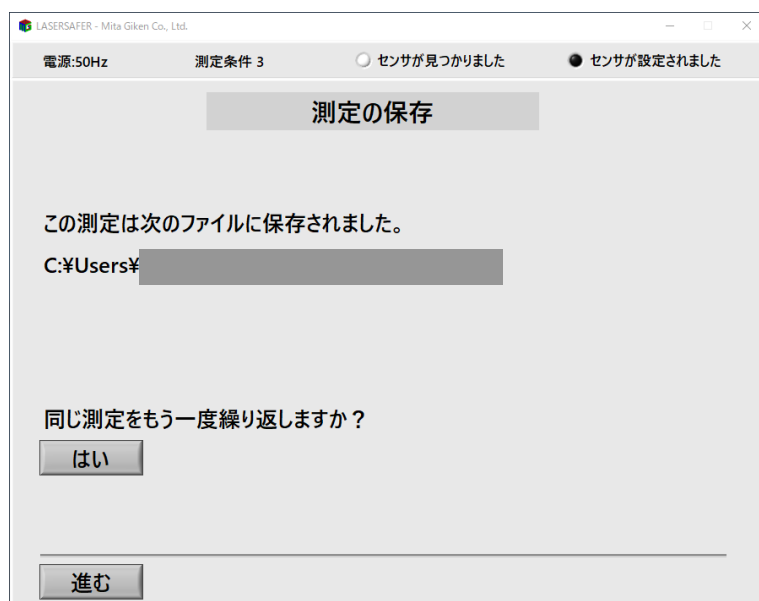 LASERSAFER - Mita Giken Co., Ltd.
電源:50Hz 測定条件 3 センサが見つかりました センサが設定されました
測定の保存
この測定は次のファイルに保存されました。
C:¥Users¥
同じ測定をもう一度繰り返しますか？
はい
進む